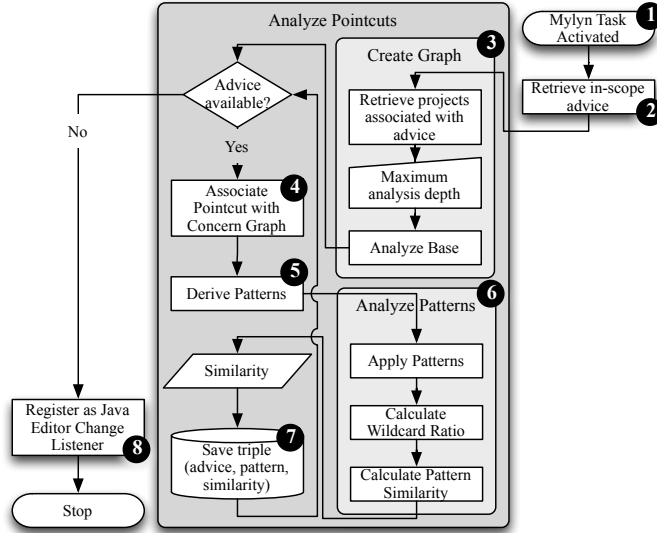 Analyze Pointcuts
1
Mylyn Task
Activated
Retrieve in-scope
advice
2
3
Create Graph
Retrieve projects
associated with
advice
Maximum
analysis depth
Analyze Base
Advice
available?
No
Yes
4
Associate
Pointcut with
Concern Graph
5
Derive Patterns
6
Analyze Patterns
Apply Patterns
Calculate
Wildcard Ratio
Calculate Pattern
Similarity
Similarity
7
Save triple
(advice, pattern,
similarity)
Register as Java
Editor Change
Listener
8
Stop